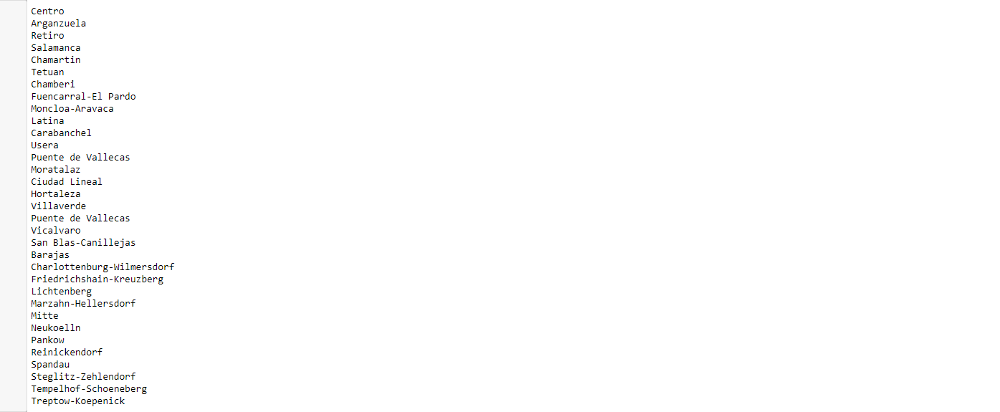 Centro
Arganzuela
Retiro
Salamanca
Chamartin
Tetuan
Chamberi
Fuencarral-El Pardo
Moncloa-Aravaca
Latina
Carabanchel
Usera
Puente de Vallecas
Moratalaz
Ciudad Lineal
Hortaleza
Villaverde
Puente de Vallecas
Vicalvaro
San Blas-Canillejas
Barajas
Charlottenburg-Wilmersdorf
Friedrichshain-Kreuzberg
Lichtenberg
Marzahn-Hellersdorf
Mitte
Neukoelln
Pankow
Reinickendorf
Spandau
Steglitz-Zehlendorf
Tempelhof-Schoeneberg
Treptow-Koepenick